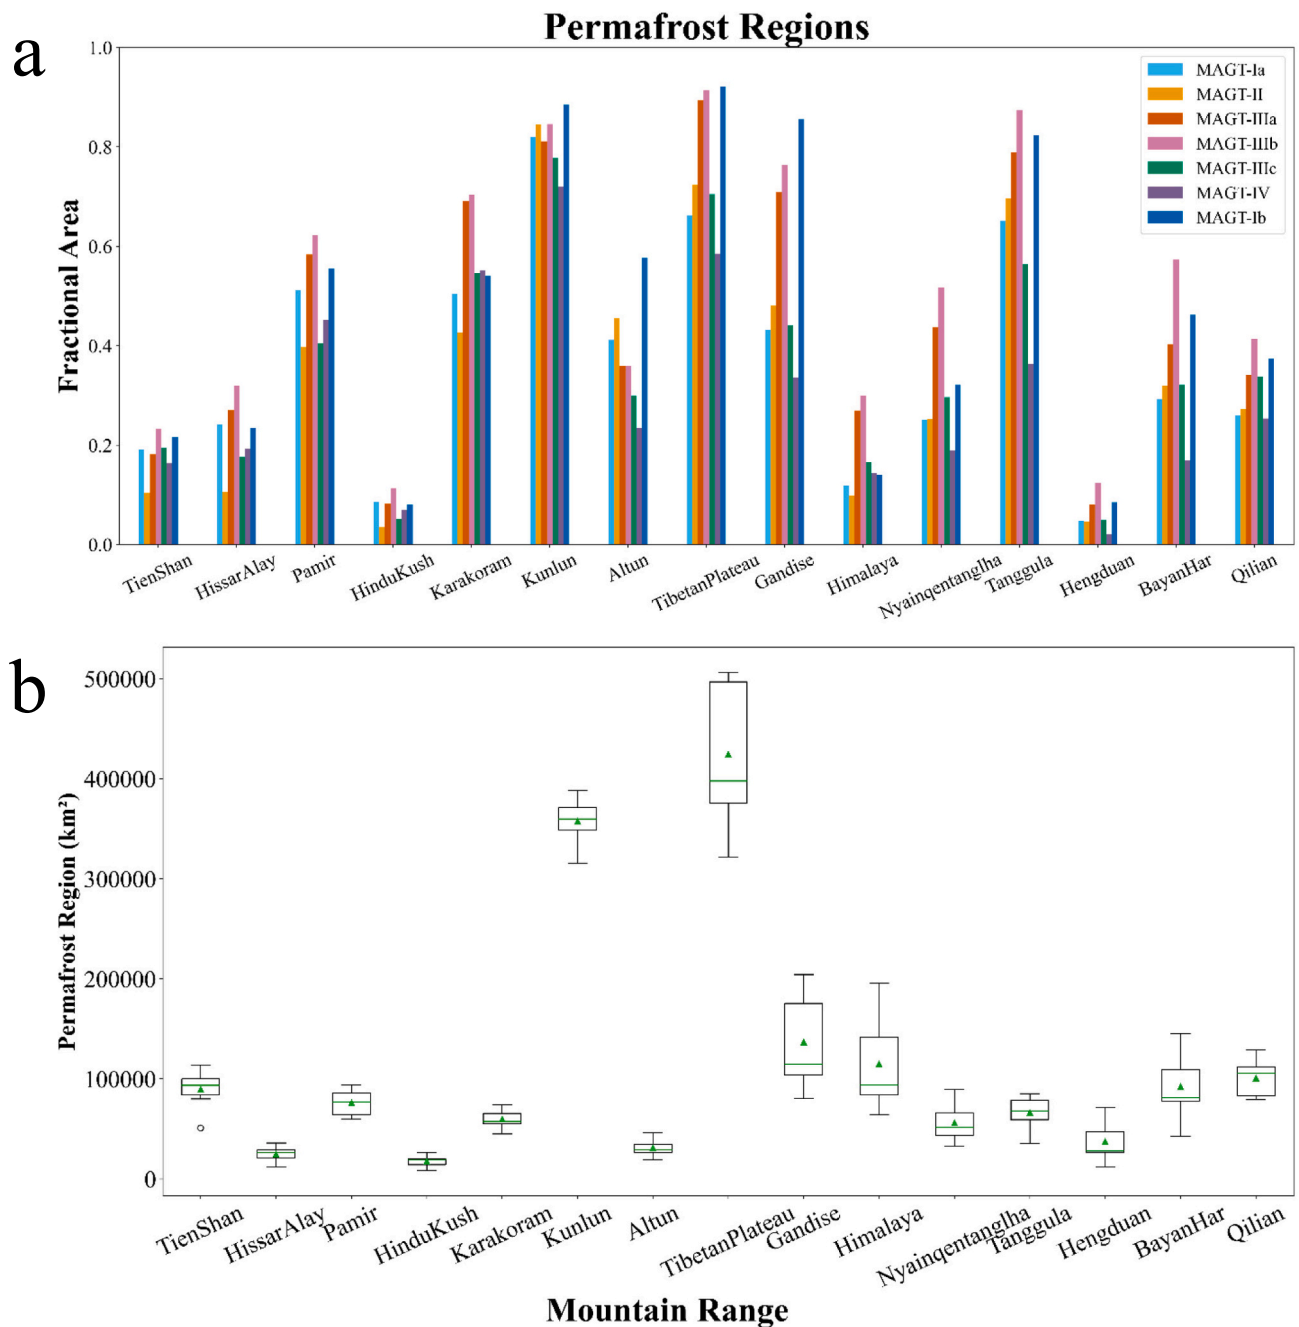 Permafrost Regions
a
1.0
0.8
0.6
0.4
0.2
0.0
Fractional Area
MAGT-Ia
MAGT-II
MAGT-IIIa
MAGT-IIIb
MAGT-IIIc
MAGT-IV
MAGT-Ib
TienShan
HissarAlay
Pamir
HinduKush
Karakoram
Kunlun
Altun
TibetanPlateau
Gandise
Himalaya
Nyainqentanglha
Tanggula
Hengduan
BayanHar
Qilian
b
500000
400000
300000
200000
100000
0
Permafrost Region (km²)
TienShan
HissarAlay
Pamir
HinduKush
Karakoram
Kunlun
Altun
TibetanPlateau
Gandise
Himalaya
Nyainqentanglha
Tanggula
Hengduan
BayanHar
Qilian
Mountain Range